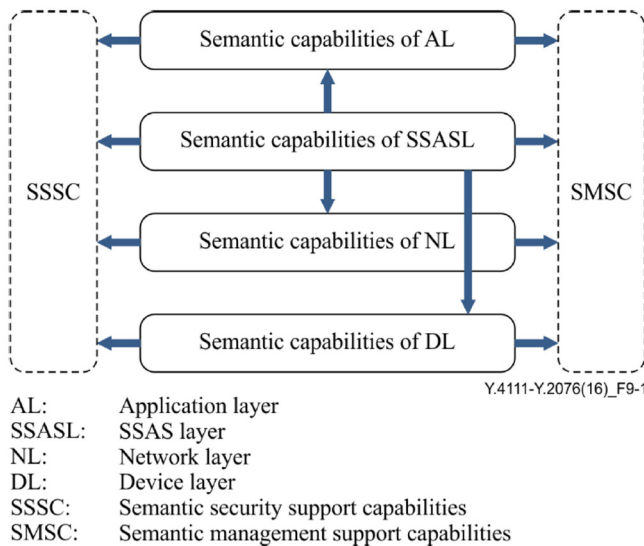 Semantic capabilities of AL
Semantic capabilities of SSASL
SSSC
SMSC
Semantic capabilities of NL
Semantic capabilities of DL
Y.4111-Y.2076(16)_F9-1
AL: Application layer
SSASL: SSAS layer
NL: Network layer
DL: Device layer
SSSC: Semantic security support capabilities
SMSC: Semantic management support capabilities